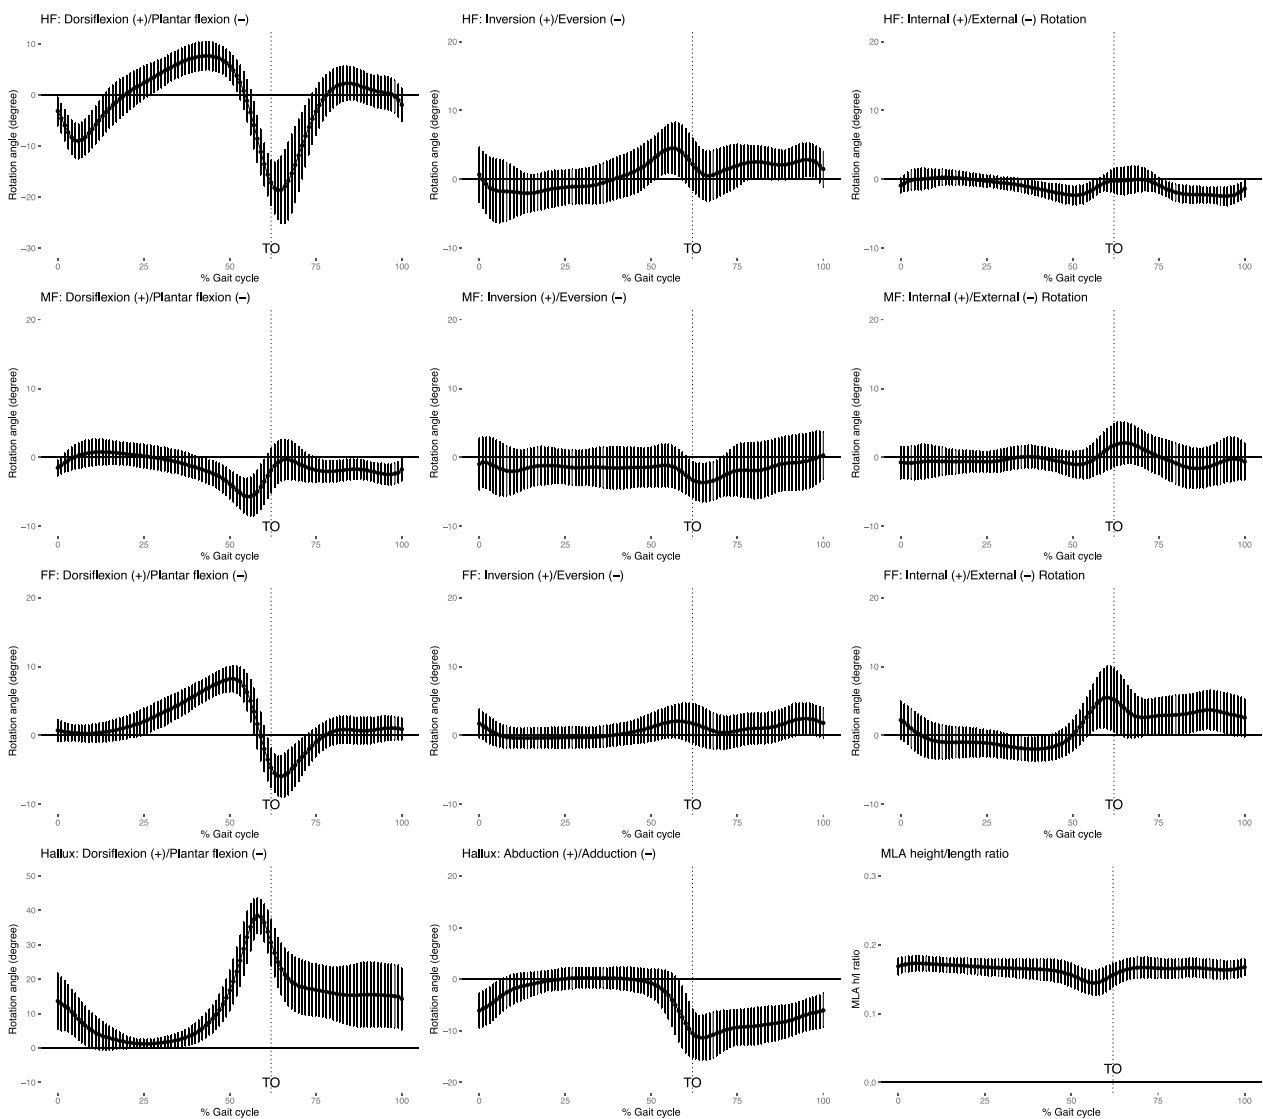 HF: Dorsiflexion (+)/Plantar flexion (−)
HF: Inversion (+)/Eversion (−)
HF: Internal (+)/External (−) Rotation
Rotation angle (degree)
10
0
−10
−20
−30
TO
0
25
50
75
100
% Gait cycle
Rotation angle (degree)
20
10
0
−10
TO
0
25
50
75
100
% Gait cycle
Rotation angle (degree)
20
10
0
−10
TO
0
25
50
75
100
% Gait cycle
MF: Dorsiflexion (+)/Plantar flexion (−)
MF: Inversion (+)/Eversion (−)
MF: Internal (+)/External (−) Rotation
Rotation angle (degree)
20
10
0
−10
TO
0
25
50
75
100
% Gait cycle
Rotation angle (degree)
20
10
0
−10
TO
0
25
50
75
100
% Gait cycle
Rotation angle (degree)
20
10
0
−10
TO
0
25
50
75
100
% Gait cycle
FF: Dorsiflexion (+)/Plantar flexion (−)
FF: Inversion (+)/Eversion (−)
FF: Internal (+)/External (−) Rotation
Rotation angle (degree)
20
10
0
−10
TO
0
25
50
75
100
% Gait cycle
Rotation angle (degree)
20
10
0
−10
TO
0
25
50
75
100
% Gait cycle
Rotation angle (degree)
20
10
0
−10
TO
0
25
50
75
100
% Gait cycle
Hallux: Dorsiflexion (+)/Plantar flexion (−)
Hallux: Abduction (+)/Adduction (−)
MLA height/length ratio
Rotation angle (degree)
50
40
30
20
10
0
−10
TO
0
25
50
75
100
% Gait cycle
Rotation angle (degree)
20
10
0
−10
−20
TO
0
25
50
75
100
% Gait cycle
MLA h/l ratio
0.3
0.2
0.1
0.0
TO
0
25
50
75
100
% Gait cycle